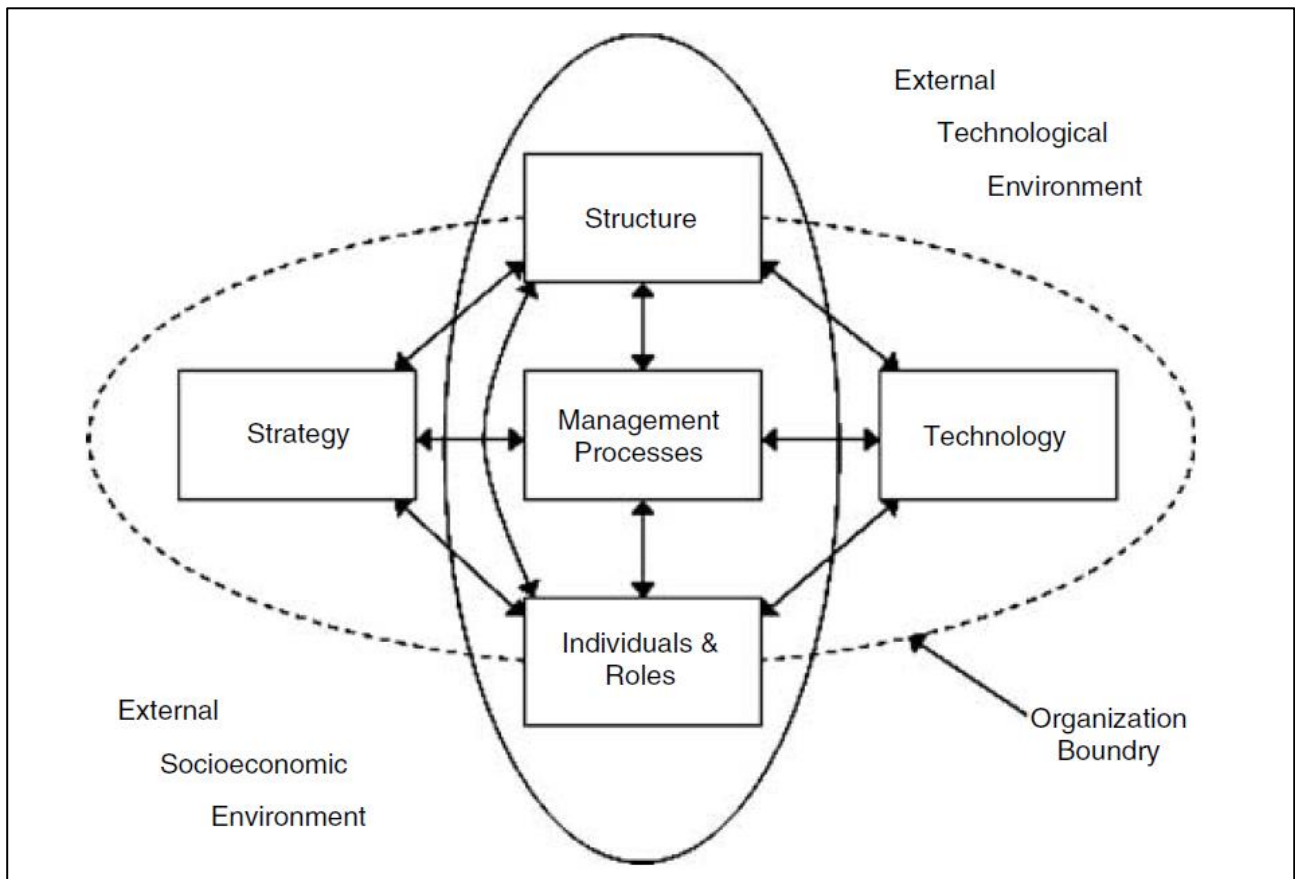 External
Technological
Environment
Structure
Strategy
Management
Processes
Technology
Individuals &
Roles
External
Socioeconomic
Environment
Organization
Boundry